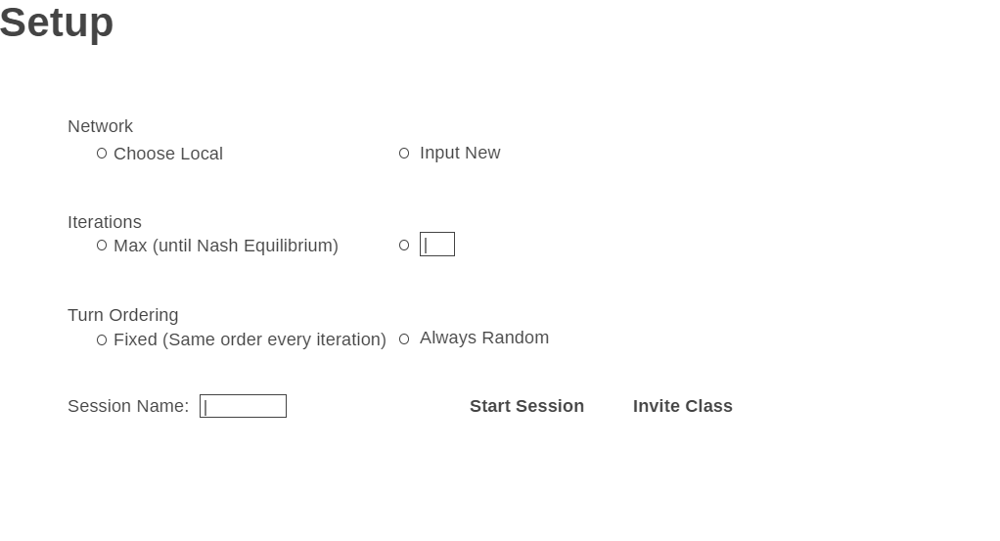 Setup
Network
Choose Local Input New
Iterations
Max (until Nash Equilibrium)
Turn Ordering
Fixed (Same order every iteration) Always Random
Session Name: Start Session Invite Class